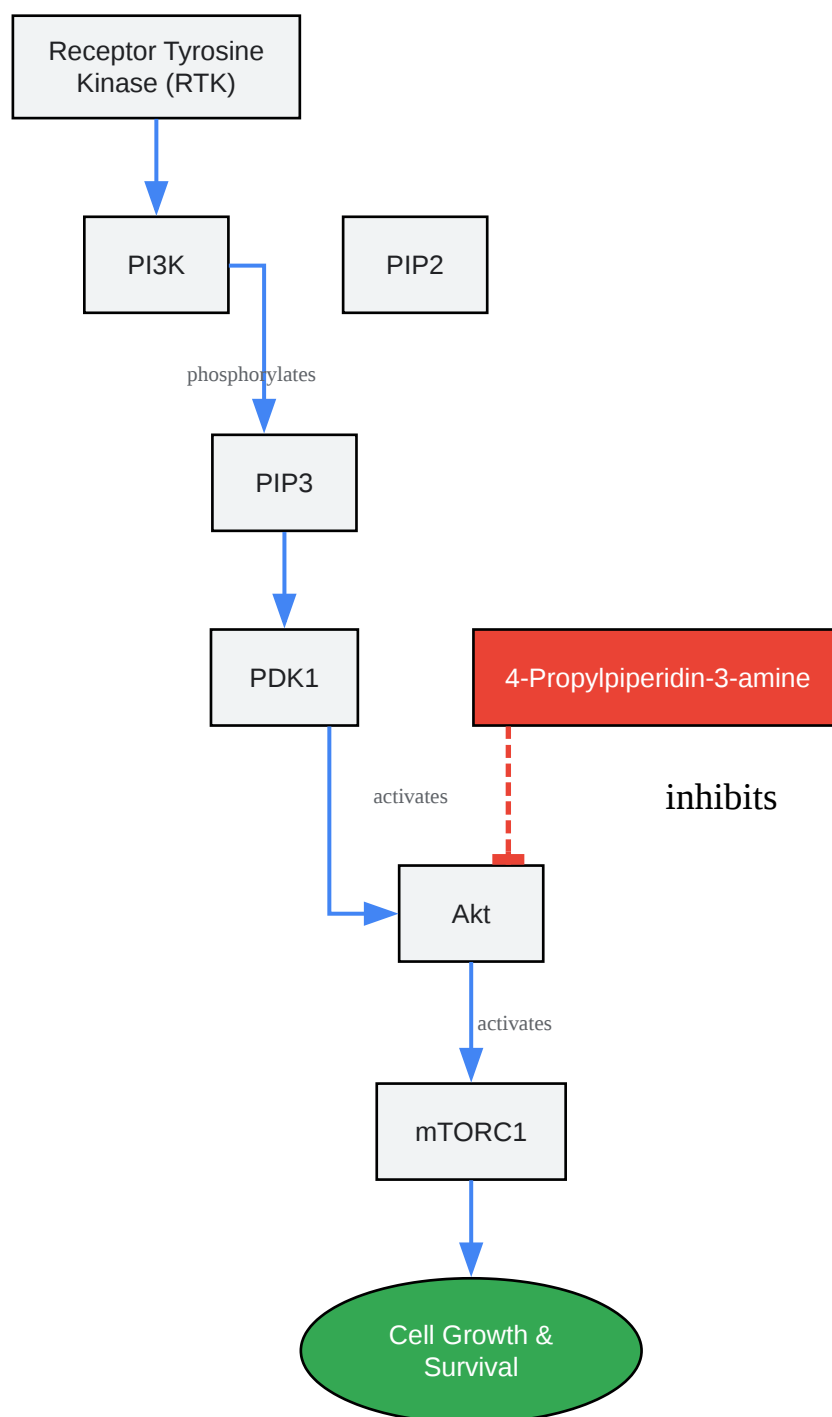 Receptor Tyrosine
Kinase (RTK)
PI3K
PIP2
phosphorylates
PIP3
PDK1
4-Propylpiperidin-3-amine
activates
inhibits
Akt
activates
mTORC1
Cell Growth &
Survival